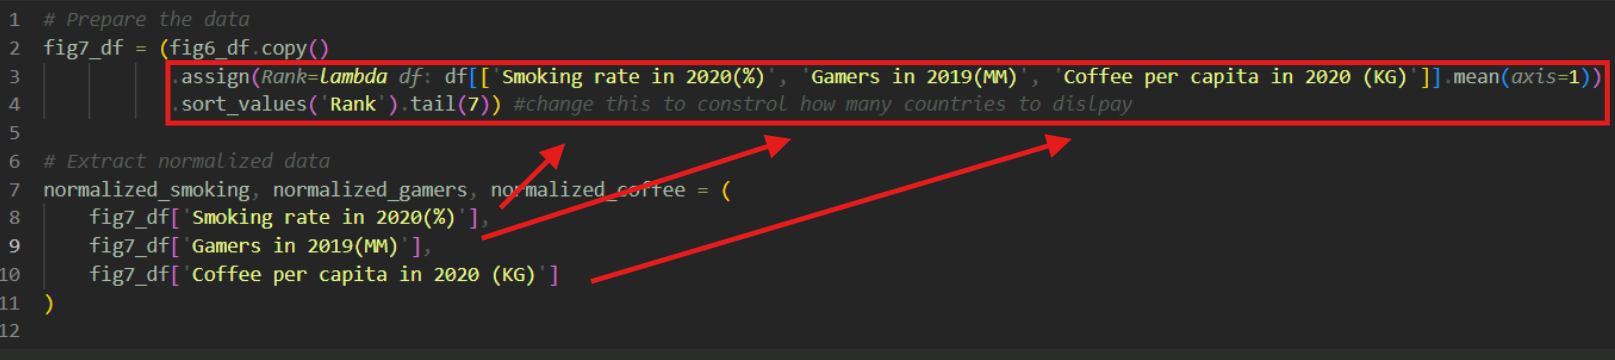 1 # Prepare the data
2 fig7_df = (fig6_df.copy()
3 .assign(Rank=lambda df: df[['Smoking rate in 2020(%)', 'Gamers in 2019(MM)', 'Coffee per capita in 2020 (KG)']].mean(axis=1))
4 .sort_values('Rank').tail(7)) #change this to constrol how many countries to dislpay
5
6 # Extract normalized data
7 normalized_smoking, normalized_gamers, normalized_coffee = (
8 fig7_df['Smoking rate in 2020(%)'],
9 fig7_df['Gamers in 2019(MM)'],
10 fig7_df['Coffee per capita in 2020 (KG)']
11 )
12